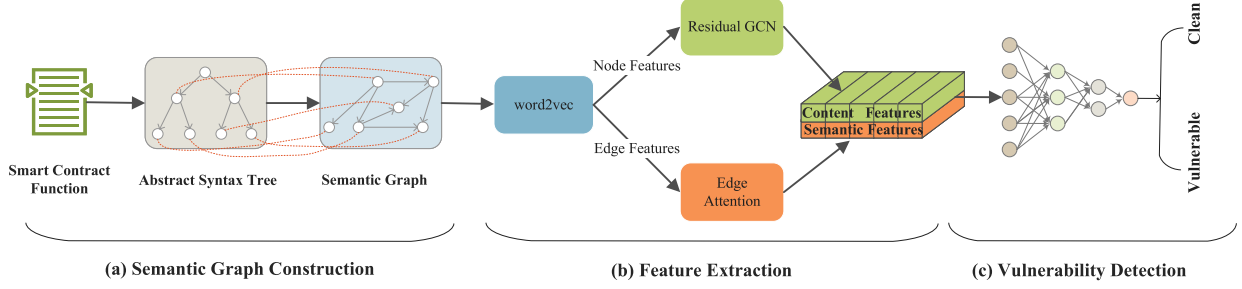 Smart Contract
Function
Abstract Syntax Tree
Semantic Graph
(a) Semantic Graph Construction
word2vec
Node Features
Edge Features
Residual GCN
Edge
Attention
Content Features
Semantic Features
(b) Feature Extraction
Clean
Vulnerable
(c) Vulnerability Detection